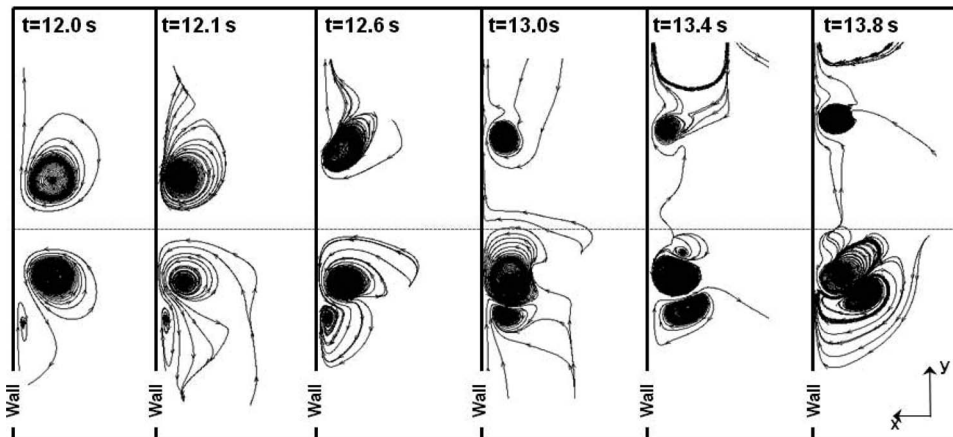 t=12.0 s
t=12.1 s
t=12.6 s
t=13.0s
t=13.4 s
t=13.8 s
Wall
Wall
Wall
Wall
Wall
Wall
y
x